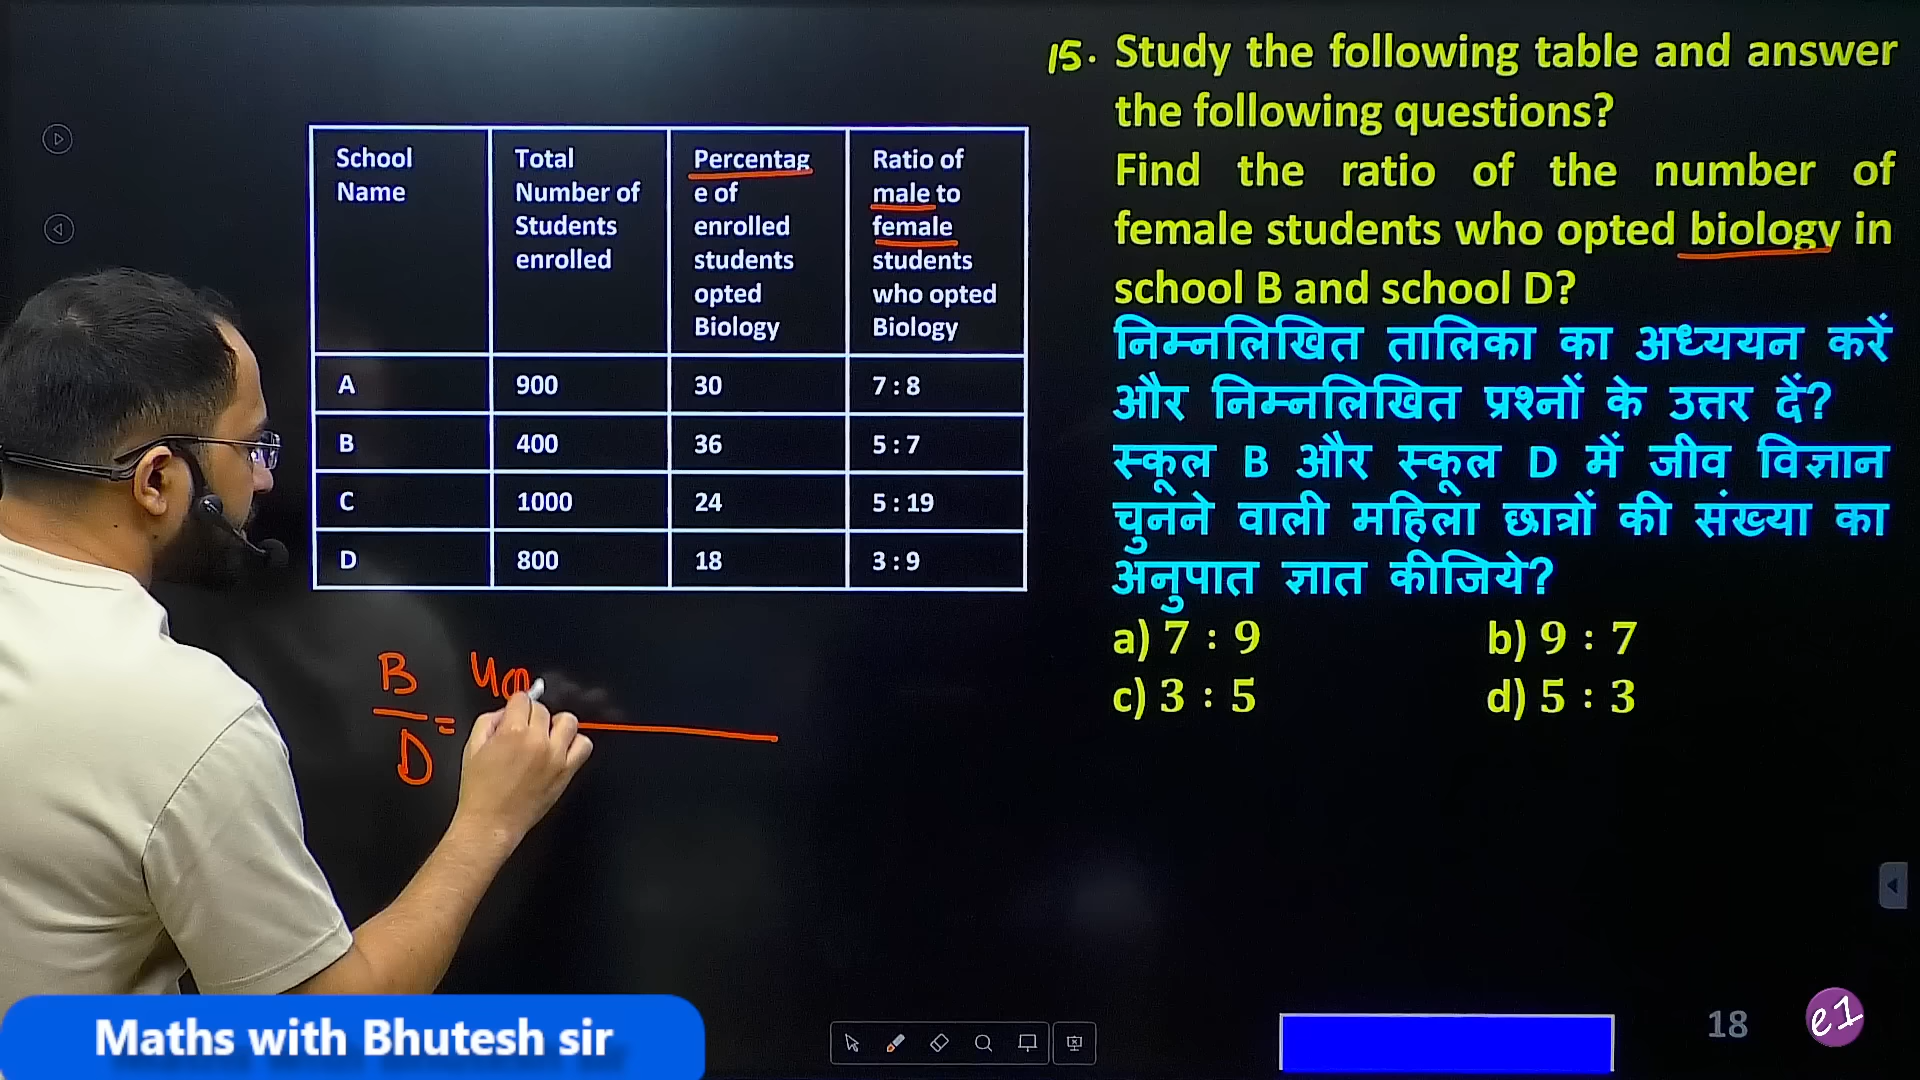 15. Study the following table and answer
the following questions?
Find the ratio of the number of
female students who opted biology in
school B and school D?
निम्नलिखित तालिका का अध्ययन करें
और निम्नलिखित प्रश्नों के उत्तर दें?
स्कूल B और स्कूल D में जीव विज्ञान
चुनने वाली महिला छात्रों की संख्या का
अनुपात ज्ञात कीजिये?
a) 7 : 9 b) 9 : 7
c) 3 : 5 d) 5 : 3
School Name Total Number of Students enrolled Percentage of enrolled students opted Biology Ratio of male to female students who opted Biology
A 900 30 7 : 8
B 400 36 5 : 7
C 1000 24 5 : 19
D 800 18 3 : 9
B
D
=
Maths with Bhutesh sir
18
e1